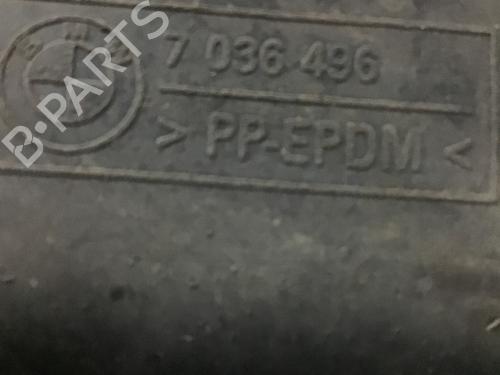 BMW
7 036 496
> PP-EPDM <
B-PARTS